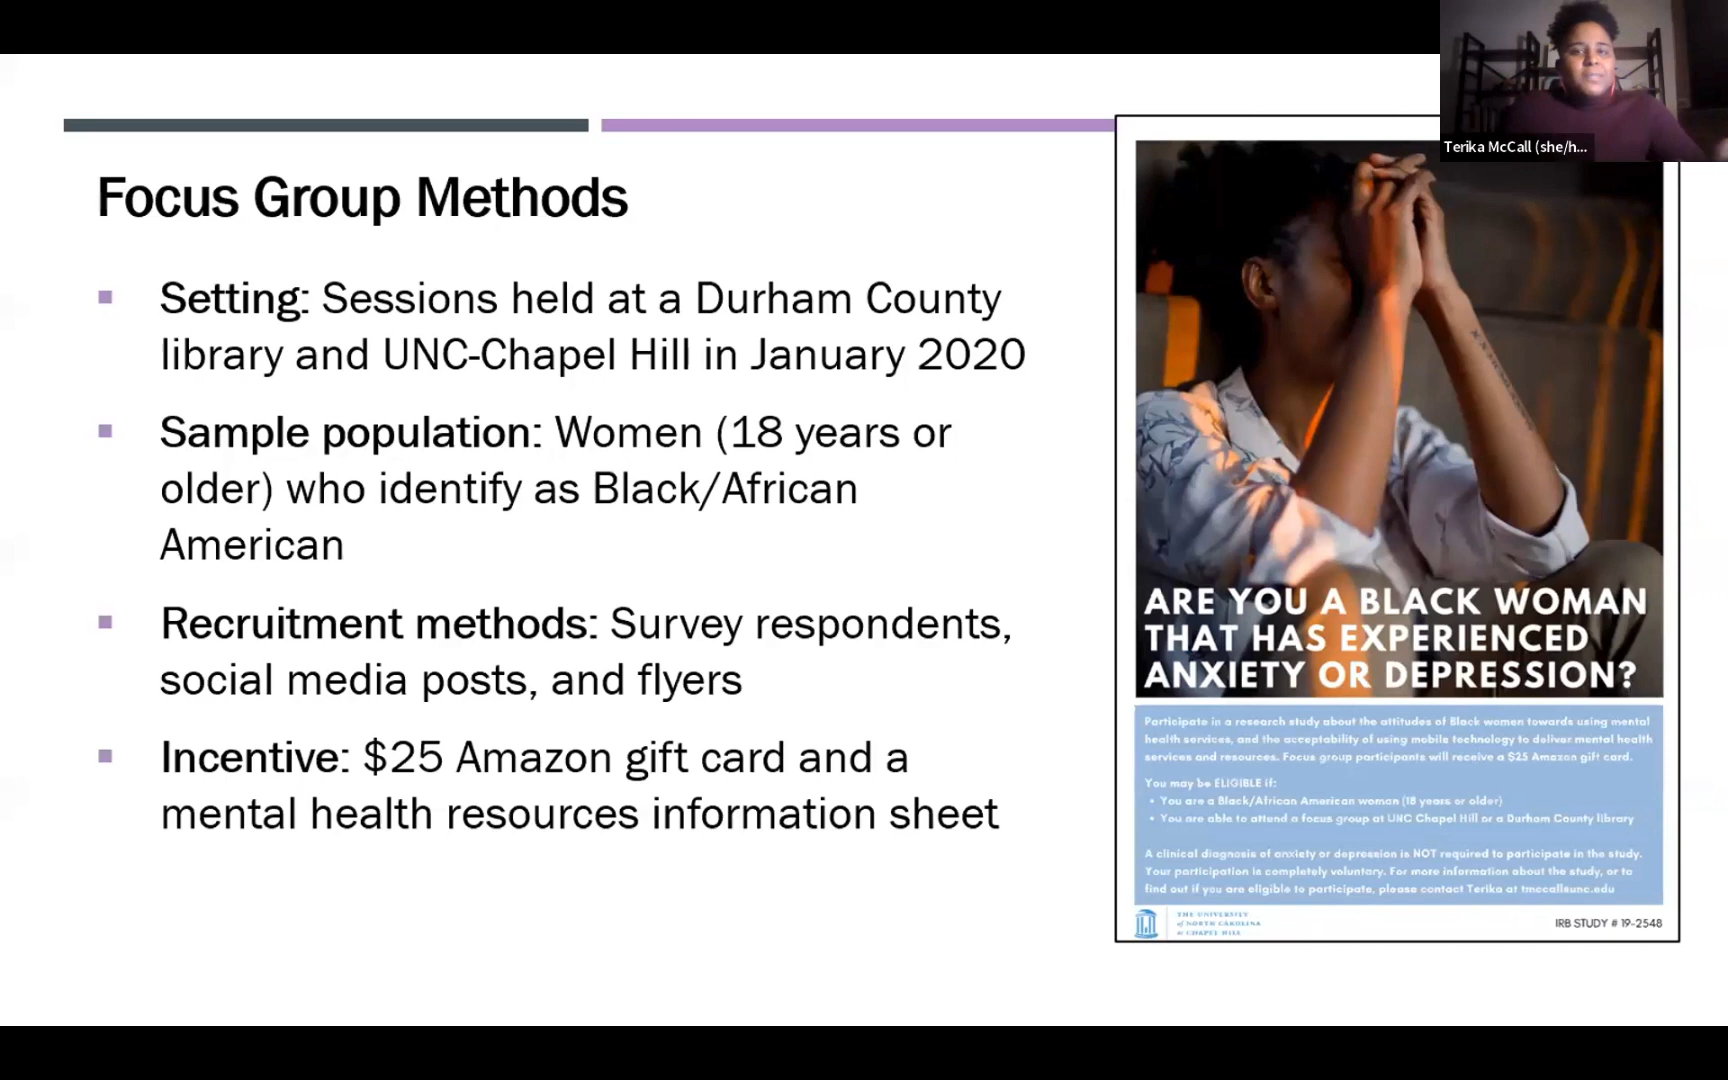 Terika McCall (she/h...
Focus Group Methods
Setting: Sessions held at a Durham County
library and UNC-Chapel Hill in January 2020
Sample population: Women (18 years or
older) who identify as Black/African
American
Recruitment methods: Survey respondents,
social media posts, and flyers
Incentive: $25 Amazon gift card and a
mental health resources information sheet
ARE YOU A BLACK WOMAN
THAT HAS EXPERIENCED
ANXIETY OR DEPRESSION?
Participate in a research study about the attitudes of Black women towards using mental
health services, and the acceptability of using mobile technology to deliver mental health
services and resources. Focus group participants will receive a $25 Amazon gift card.
You may be ELIGIBLE if:
• You are a Black/African American woman (18 years or older)
• You are able to attend a focus group at UNC Chapel Hill or a Durham County library
A clinical diagnosis of anxiety or depression is NOT required to participate in the study.
Your participation is completely voluntary. For more information about the study, or to
find out if you are eligible to participate, please contact Terika at tmccall@unc.edu
THE UNIVERSITY
of NORTH CAROLINA
at CHAPEL HILL
IRB STUDY # 19-2548